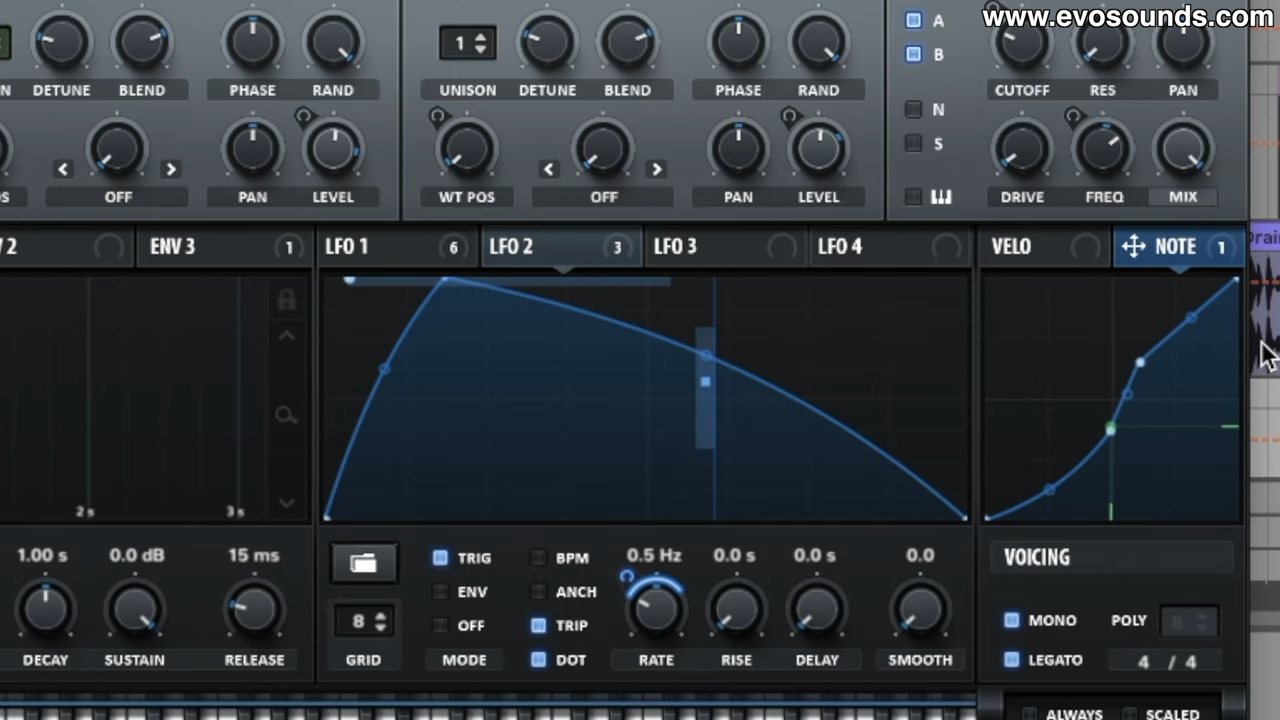 www.evosounds.com
A
B
1
N DETUNE BLEND PHASE RAND UNISON DETUNE BLEND PHASE RAND CUTOFF RES PAN
N
S
OFF PAN LEVEL WT POS OFF PAN LEVEL DRIVE FREQ MIX
2 ENV 3 1 LFO 1 6 LFO 2 3 LFO 3 LFO 4 VELO NOTE 1
2s 3s
1.00 s 0.0 dB 15 ms TRIG BPM 0.5 Hz 0.0 s 0.0 s 0.0 VOICING
ENV ANCH
8 OFF TRIP MONO POLY 8
DECAY SUSTAIN RELEASE GRID MODE DOT RATE RISE DELAY SMOOTH LEGATO 4 / 4
ALWAYS SCALED